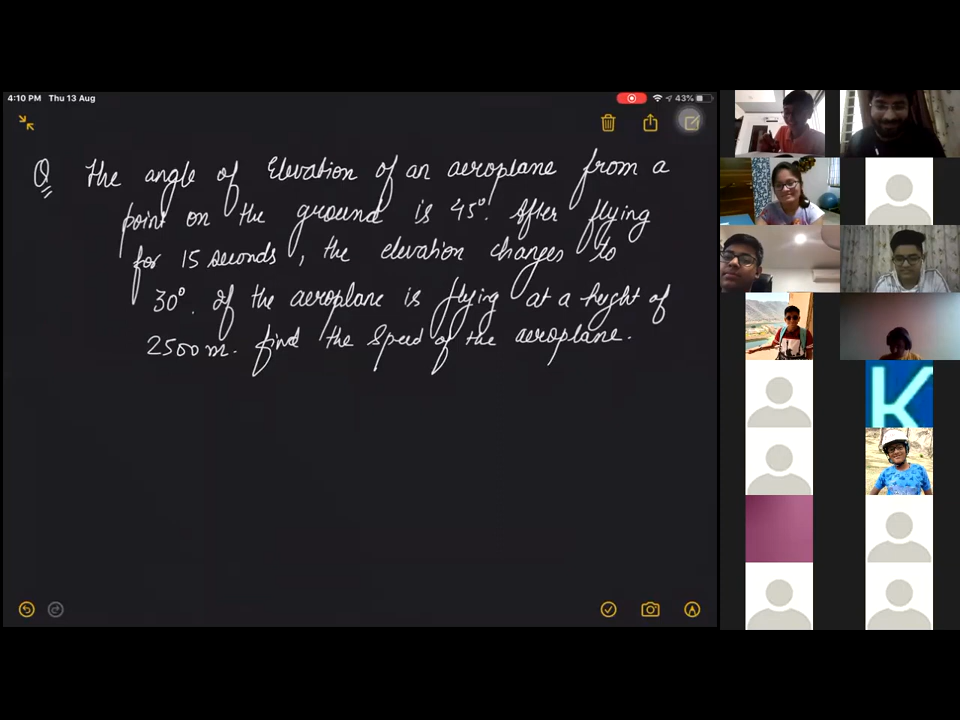 4:10 PM Thu 13 Aug
43%
Q the angle of Elevation of an aeroplane from a
point on the ground is 45°. After flying
for 15 seconds, the elevation changes to
30°. If the aeroplane is flying at a height of
2500 m. find the Speed of the aeroplane.
K